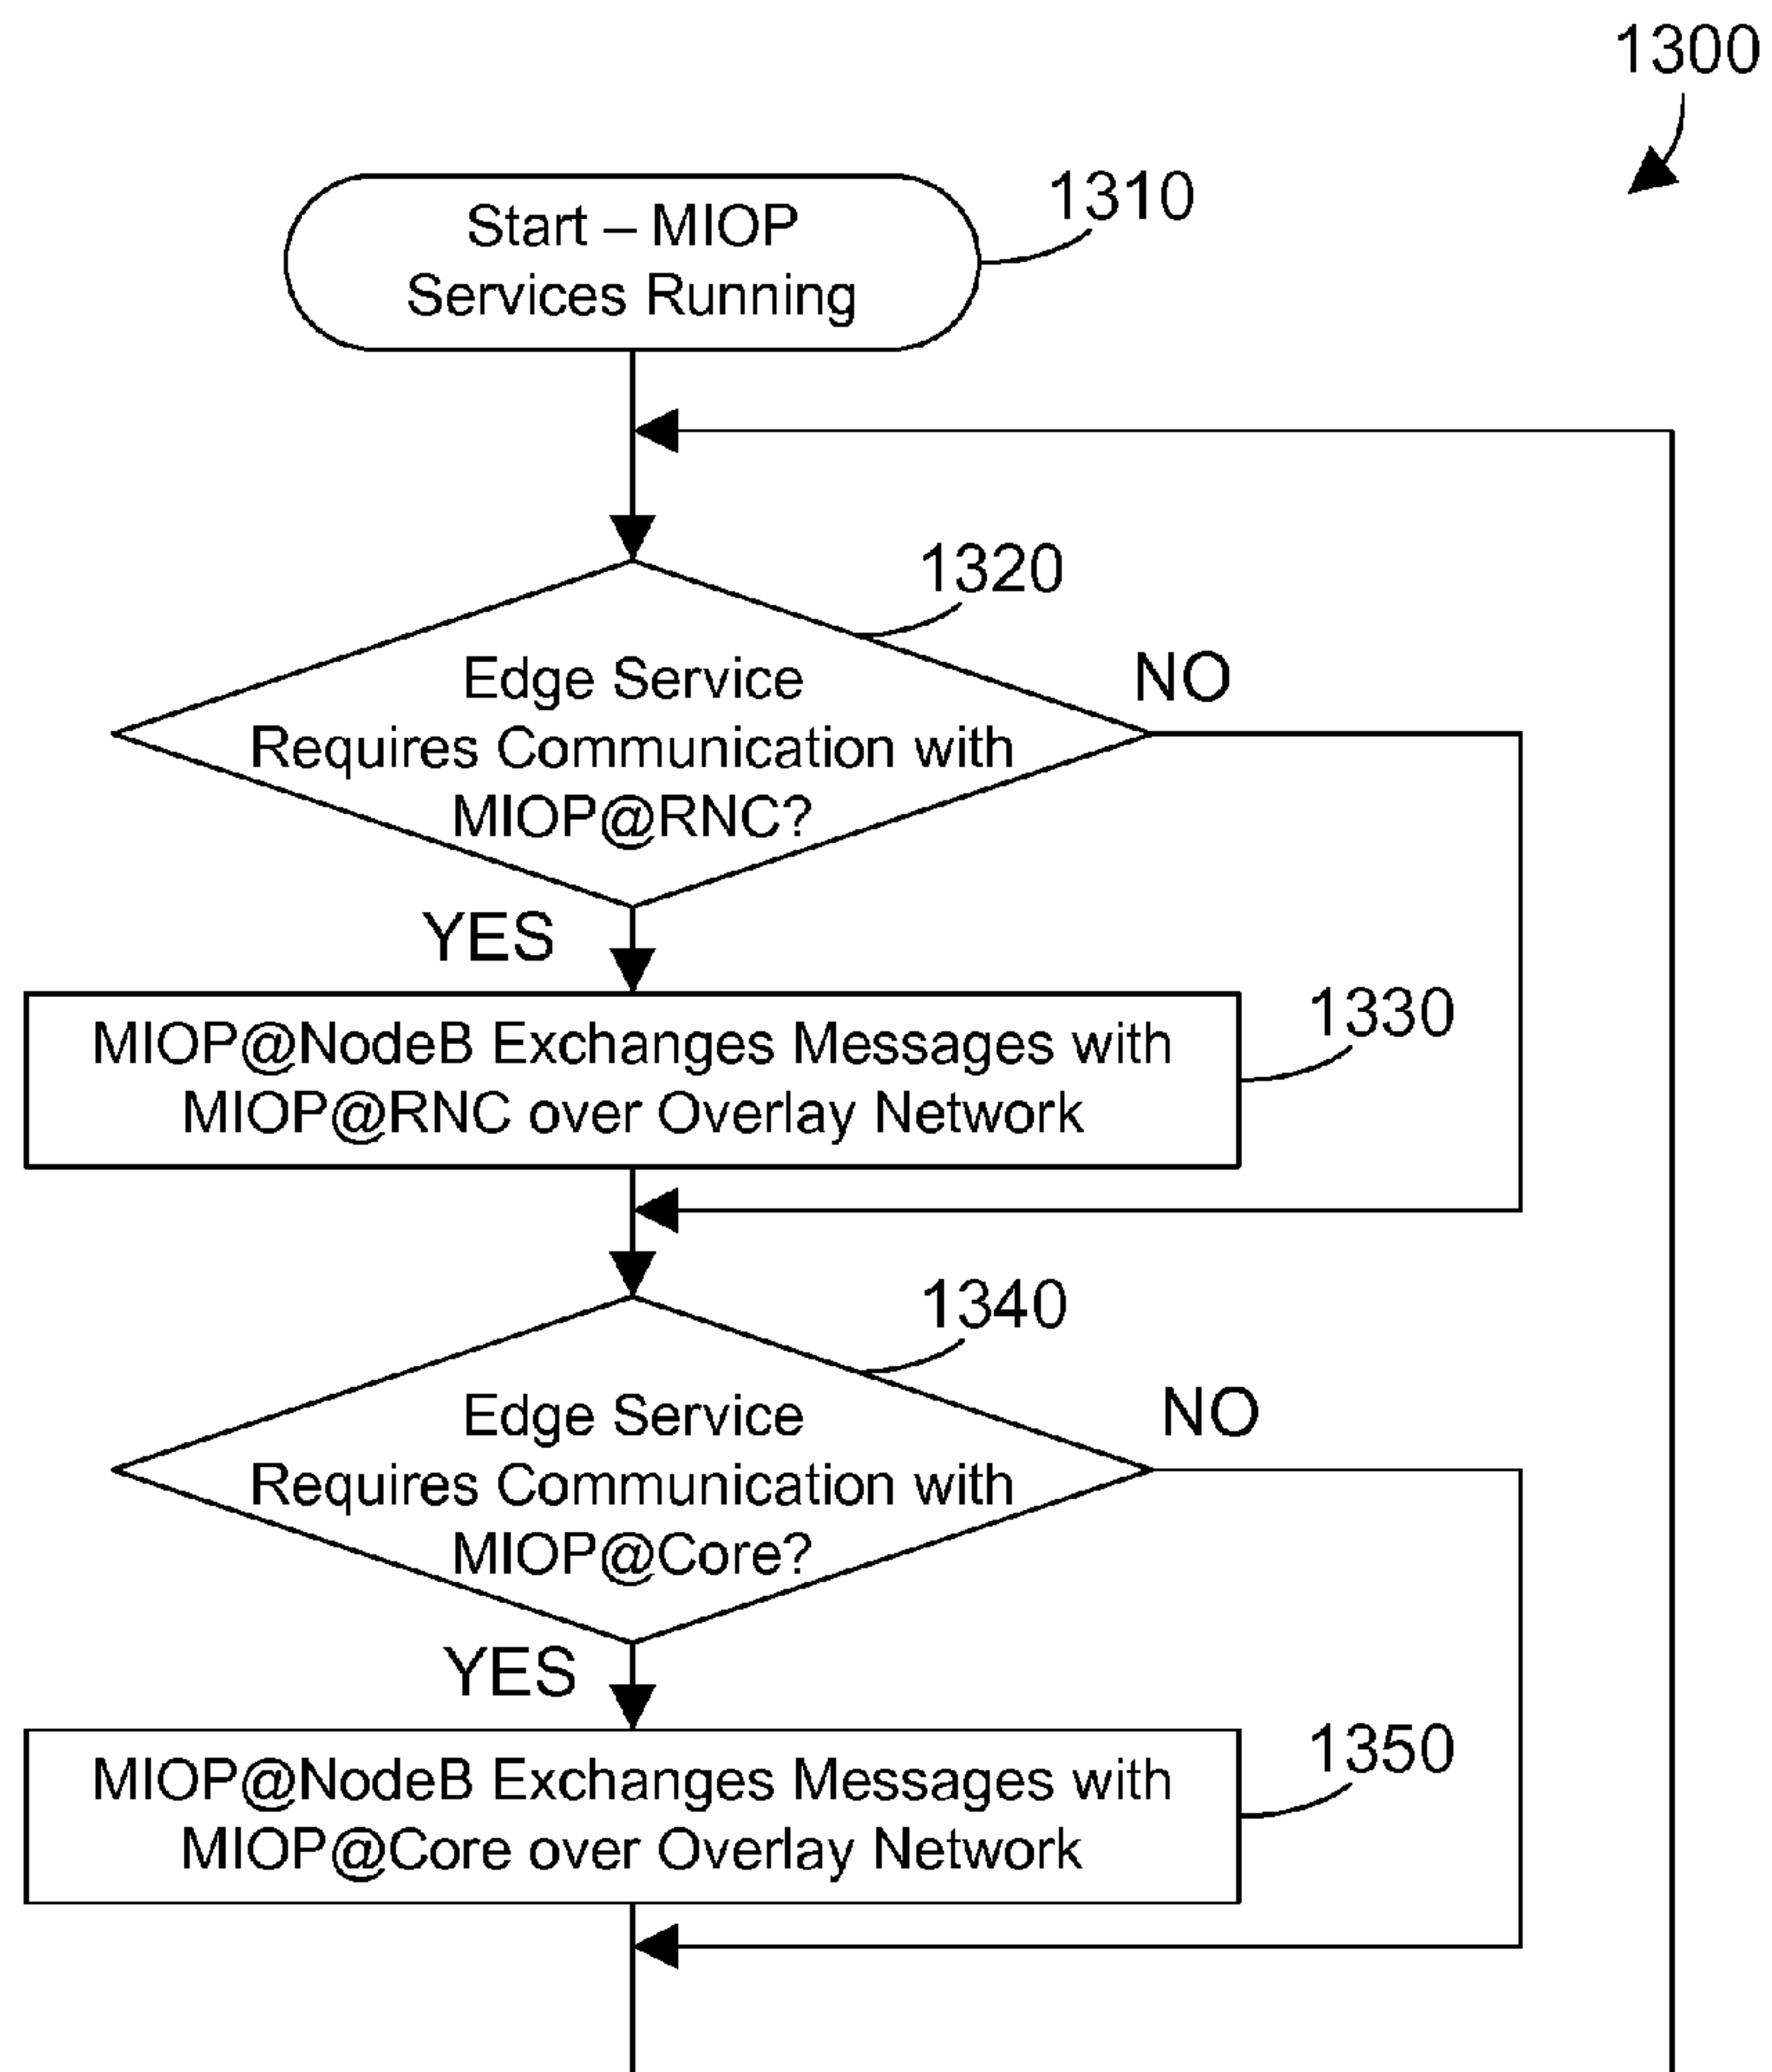 1300
Start – MIOP
Services Running
1310
1320
Edge Service
Requires Communication with
MIOP@RNC?
NO
YES
MIOP@NodeB Exchanges Messages with
MIOP@RNC over Overlay Network
1330
1340
Edge Service
Requires Communication with
MIOP@Core?
NO
YES
MIOP@NodeB Exchanges Messages with
MIOP@Core over Overlay Network
1350